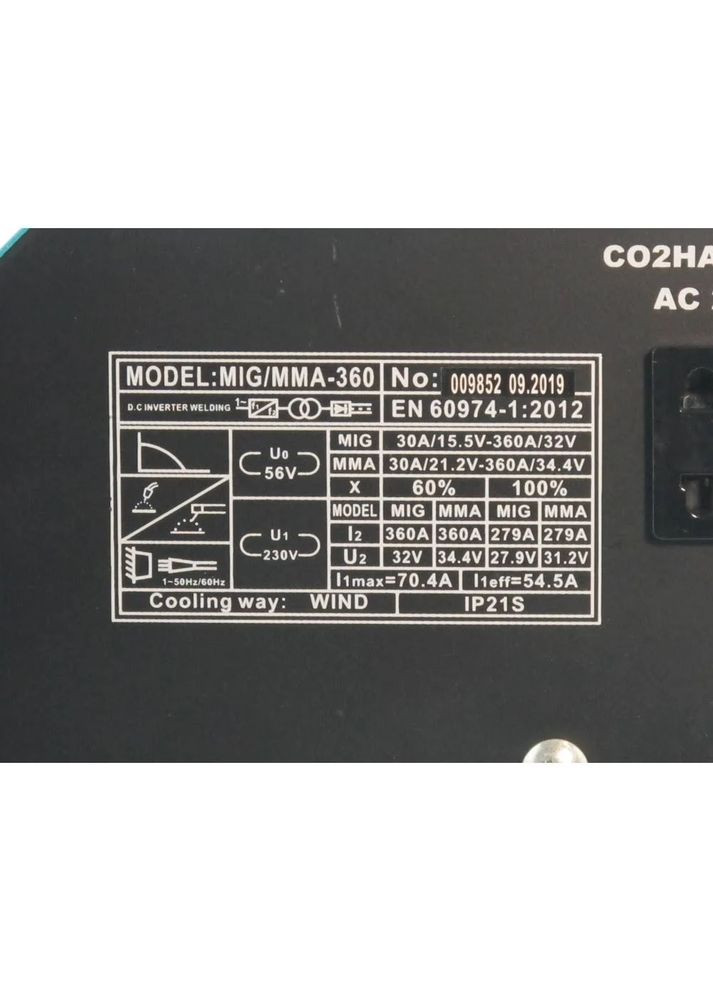 CO2HA
AC
MODEL:MIG/MMA-360 No: 009852 09.2019
D.C INVERTER WELDING 1~ f1 f2 EN 60974-1:2012
U0 56V
MIG 30A/15.5V-360A/32V
MMA 30A/21.2V-360A/34.4V
X 60% 100%
MODEL MIG MMA MIG MMA
U1 230V
I2 360A 360A 279A 279A
U2 32V 34.4V 27.9V 31.2V
1~50Hz/60Hz
I1max=70.4A I1eff=54.5A
Cooling way: WIND IP21S